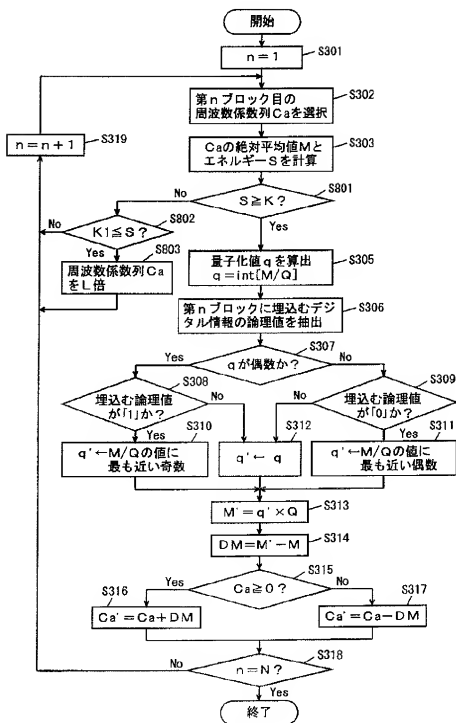 開始
S301
n=1
S302
第nブロック目の
周波数係数列Caを選択
S319
n=n+1
S303
Caの絶対平均値Mと
エネルギーSを計算
S801
No
S≧K?
S802
No
K1≦S?
Yes
Yes
S803
周波数係数列Ca
をL倍
S305
量子化値qを算出
q=int[M/Q]
S306
第nブロックに埋込むデジ
タル情報の論理値を抽出
S307
Yes
qが偶数か?
No
S308
埋込む論理値
が「1」か?
No
S309
埋込む論理値
が「0」か?
No
Yes
S310
q'←M/Qの値に
最も近い奇数
S312
q'←q
Yes
S311
q'←M/Qの値に
最も近い偶数
S313
M'=q'×Q
S314
DM=M'-M
S315
Yes
Ca≧0?
No
S316
Ca'=Ca+DM
S317
Ca'=Ca-DM
S318
No
n=N?
Yes
終了